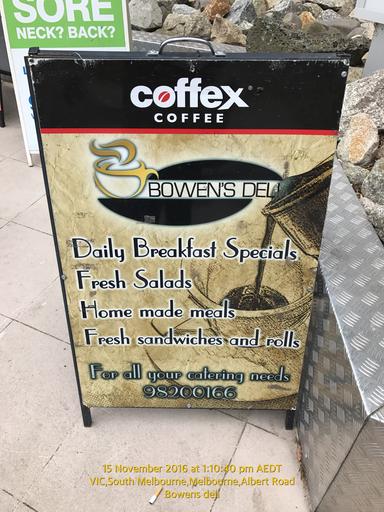 SORE
NECK? BACK?
coffex
COFFEE
BOWEN'S DELI
Daily Breakfast Specials
Fresh Salads
Home made meals
Fresh sandwiches and rolls
For all your catering needs
98200166
15 November 2016 at 1:10:40 pm AEDT
VIC,South Melbourne,Melbourne,Albert Road
Bowens deli